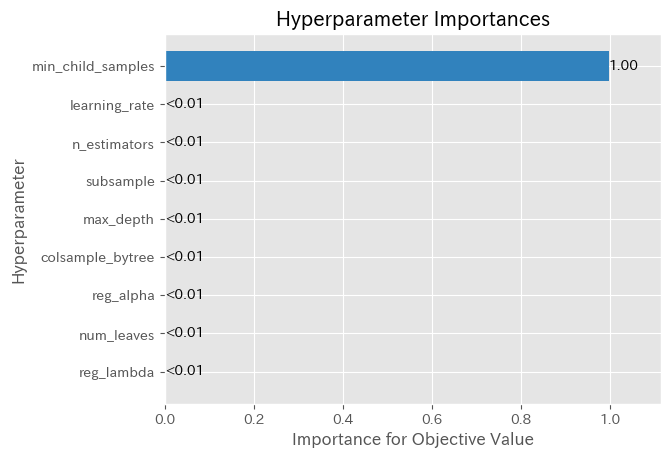 Hyperparameter Importances
min_child_samples
1.00
learning_rate
<0.01
n_estimators
<0.01
subsample
<0.01
max_depth
<0.01
colsample_bytree
<0.01
reg_alpha
<0.01
num_leaves
<0.01
reg_lambda
<0.01
Hyperparameter
0.0 0.2 0.4 0.6 0.8 1.0
Importance for Objective Value